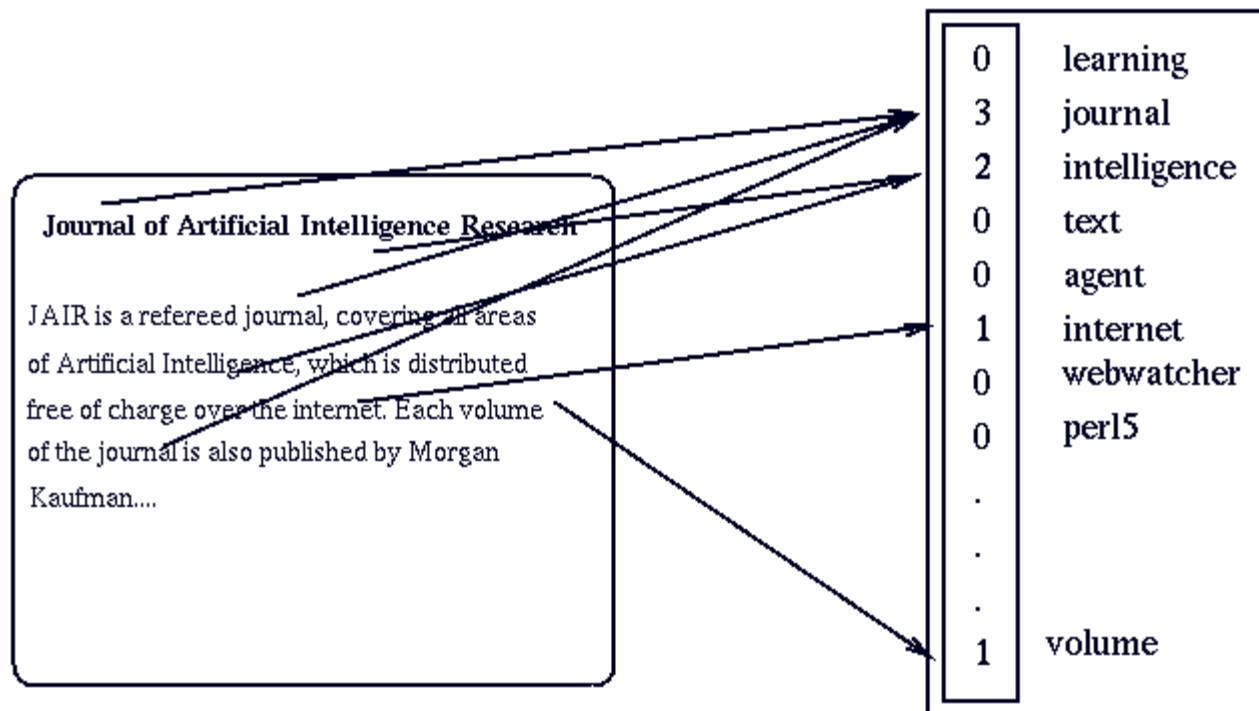 Journal of Artificial Intelligence Research
JAIR is a refereed journal, covering all areas
of Artificial Intelligence, which is distributed
free of charge over the internet. Each volume
of the journal is also published by Morgan
Kaufman....
0 learning
3 journal
2 intelligence
0 text
0 agent
1 internet
0 webwatcher
0 perl5
.
.
.
1 volume